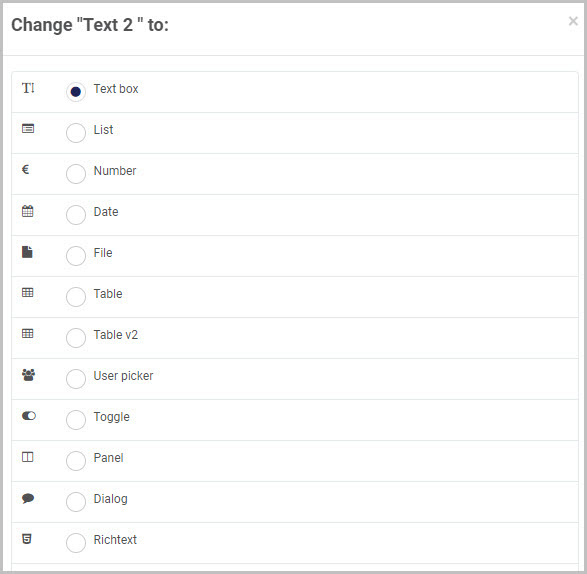 Change "Text 2 " to:
×
Text box
List
€ Number
Date
File
Table
Table v2
User picker
Toggle
Panel
Dialog
Richtext